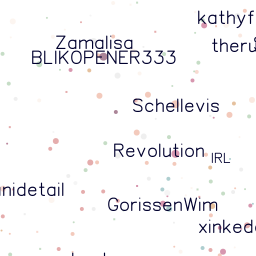 kathyf
Zamalisa
theru
BLIKOPENER333
Schellevis
Revolution
IRL
nidetail
GorissenWim
xinked